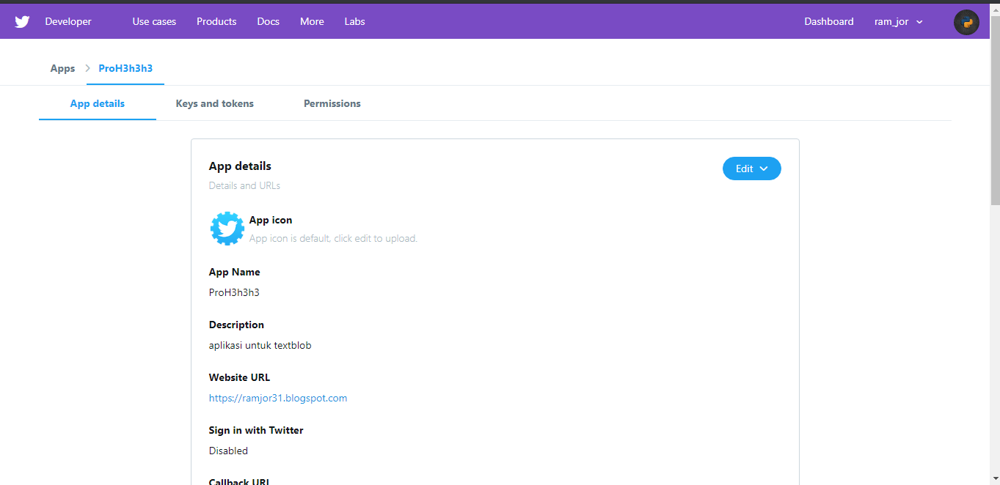 Developer Use cases Products Docs More Labs Dashboard ram_jor
Apps ProH3h3h3
App details Keys and tokens Permissions
App details
Edit
Details and URLs
App icon
App icon is default, click edit to upload.
App Name
ProH3h3h3
Description
aplikasi untuk textblob
Website URL
https://ramjor31.blogspot.com
Sign in with Twitter
Disabled
Callback URL